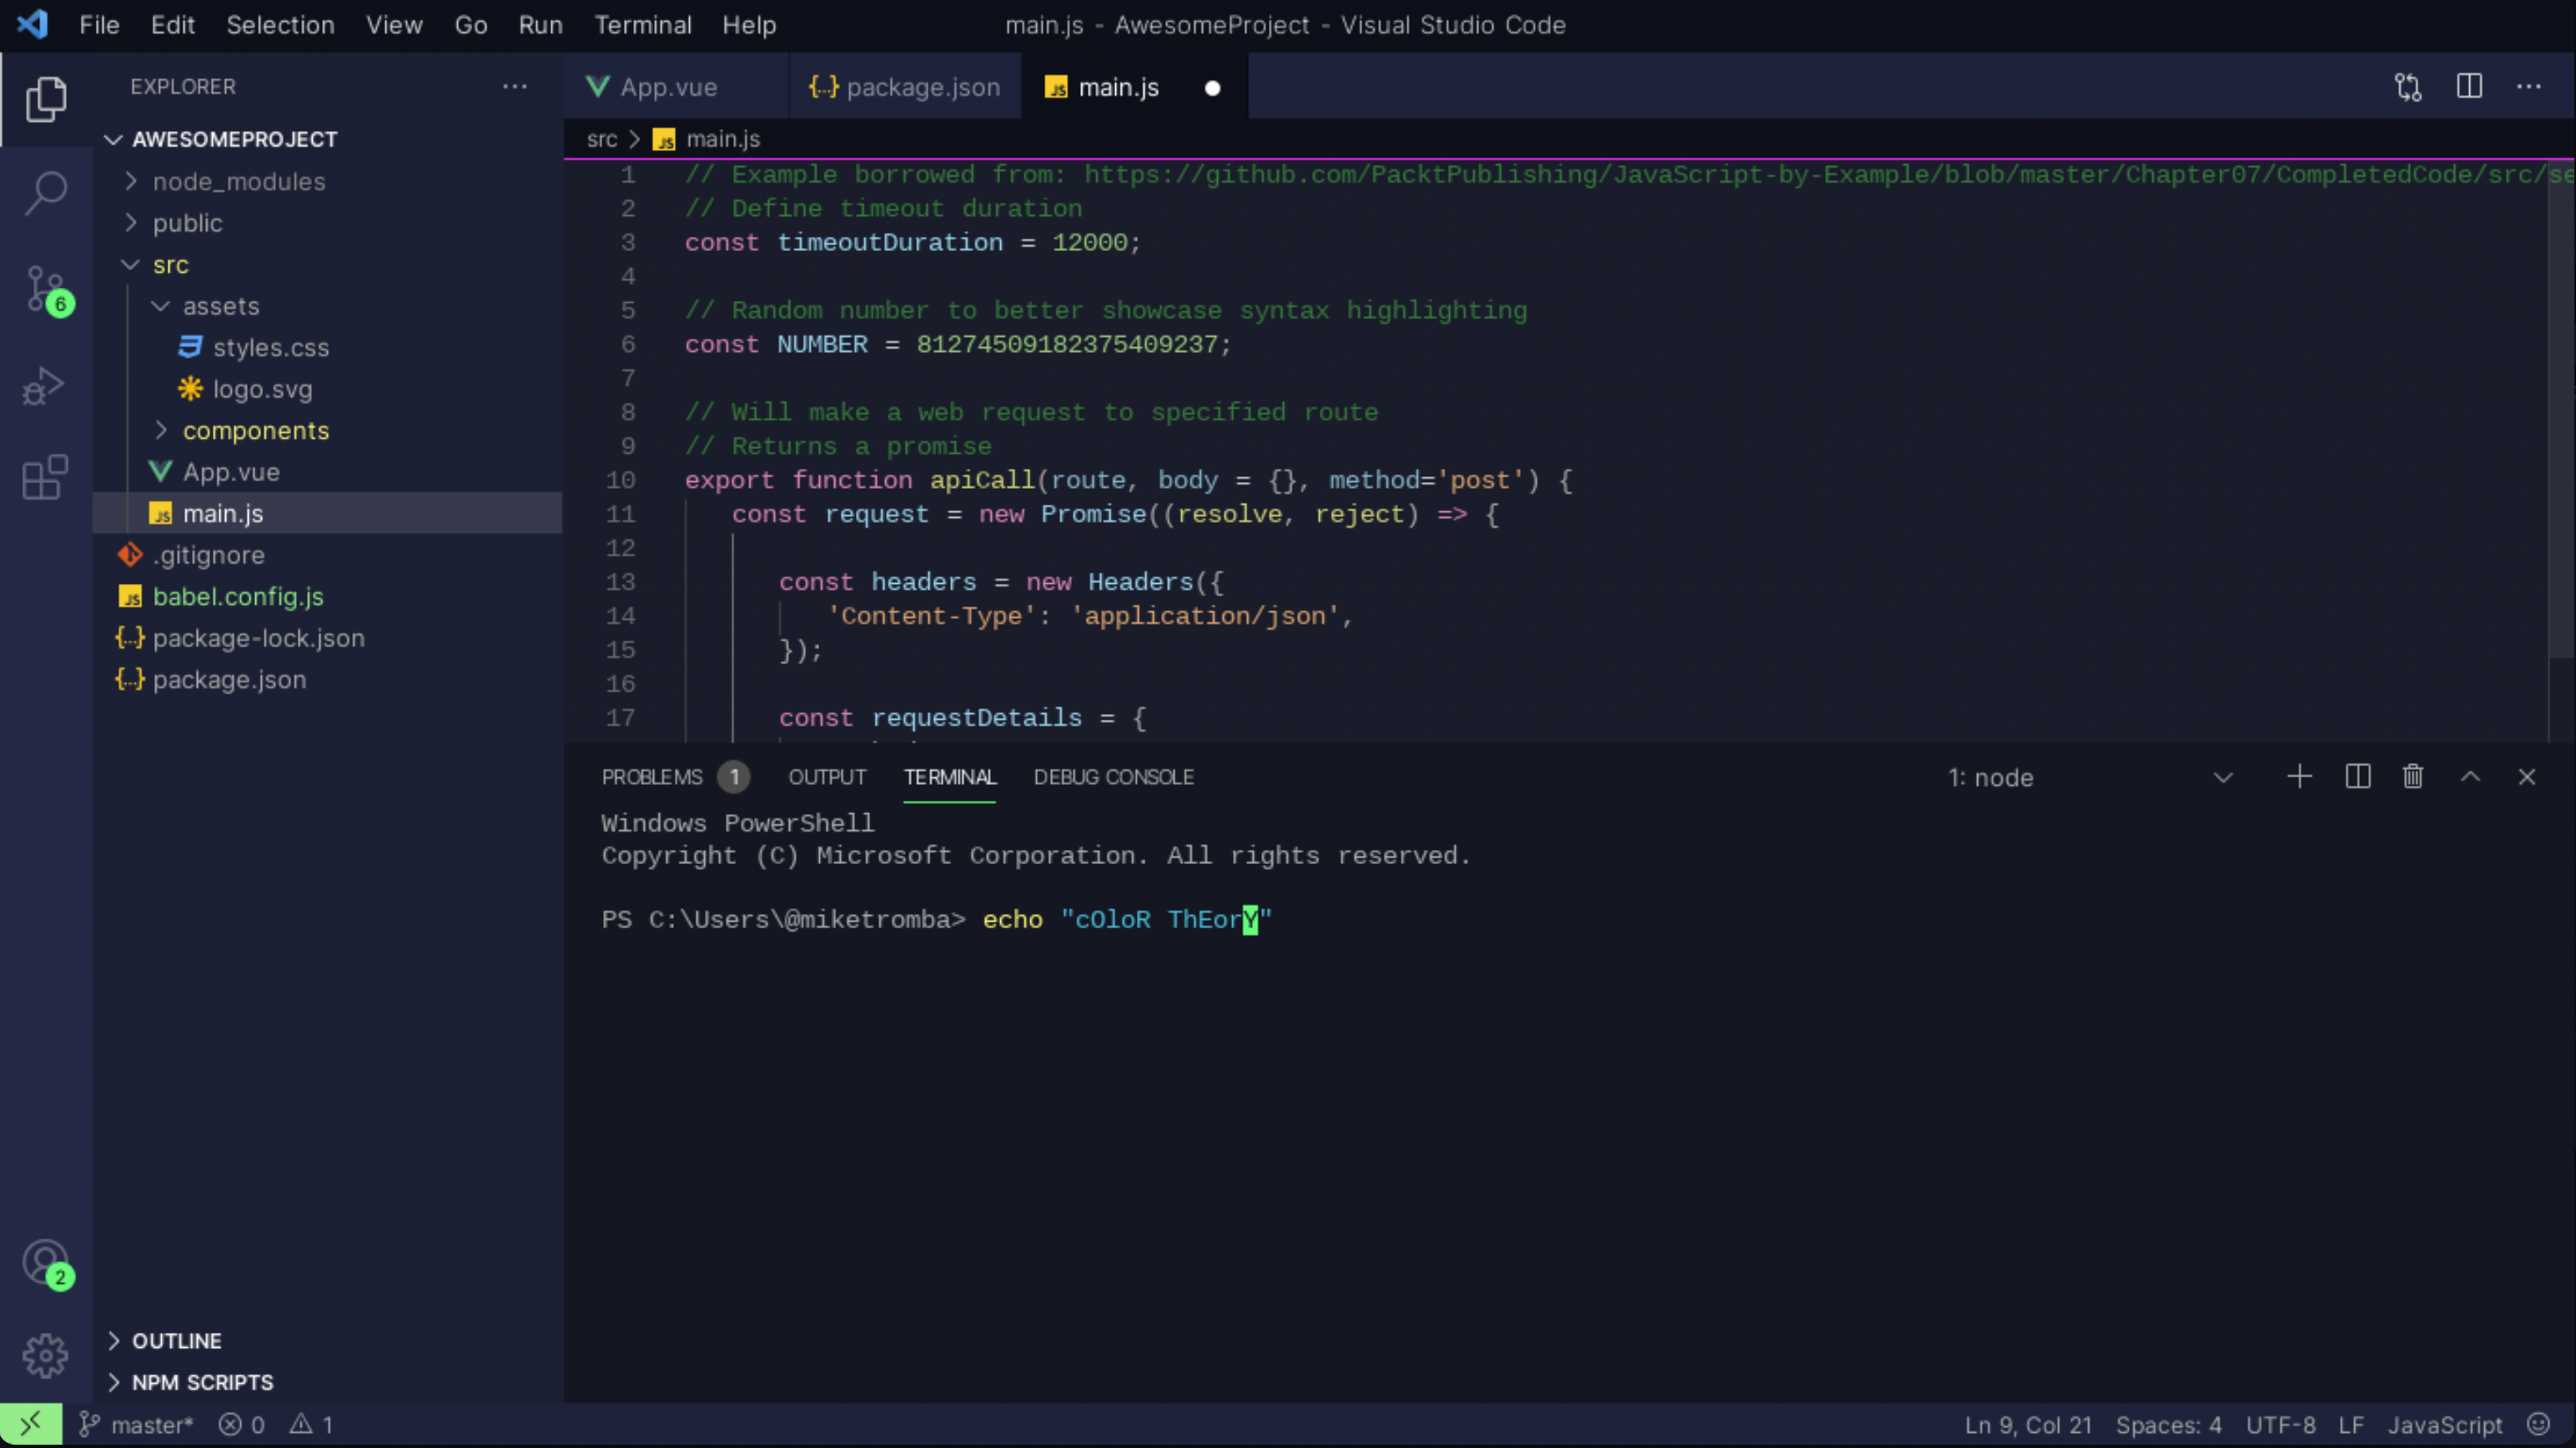 File Edit Selection View Go Run Terminal Help
main.js - AwesomeProject - Visual Studio Code
EXPLORER ...
AWESOMEPROJECT
node_modules
public
src
assets
styles.css
logo.svg
components
App.vue
main.js
.gitignore
babel.config.js
package-lock.json
package.json
OUTLINE
NPM SCRIPTS
6
2
App.vue {..} package.json JS main.js
src > JS main.js
1 // Example borrowed from: https://github.com/PacktPublishing/JavaScript-by-Example/blob/master/Chapter07/CompletedCode/src/se
2 // Define timeout duration
3 const timeoutDuration = 12000;
4
5 // Random number to better showcase syntax highlighting
6 const NUMBER = 81274509182375409237;
7
8 // Will make a web request to specified route
9 // Returns a promise
10 export function apiCall(route, body = {}, method='post') {
11 const request = new Promise((resolve, reject) => {
12
13 const headers = new Headers({
14 'Content-Type': 'application/json',
15 });
16
17 const requestDetails = {
PROBLEMS 1 OUTPUT TERMINAL DEBUG CONSOLE 1: node
Windows PowerShell
Copyright (C) Microsoft Corporation. All rights reserved.
PS C:\Users\@miketromba> echo "cOloR ThEorY"
master* 0 1 Ln 9, Col 21 Spaces: 4 UTF-8 LF JavaScript